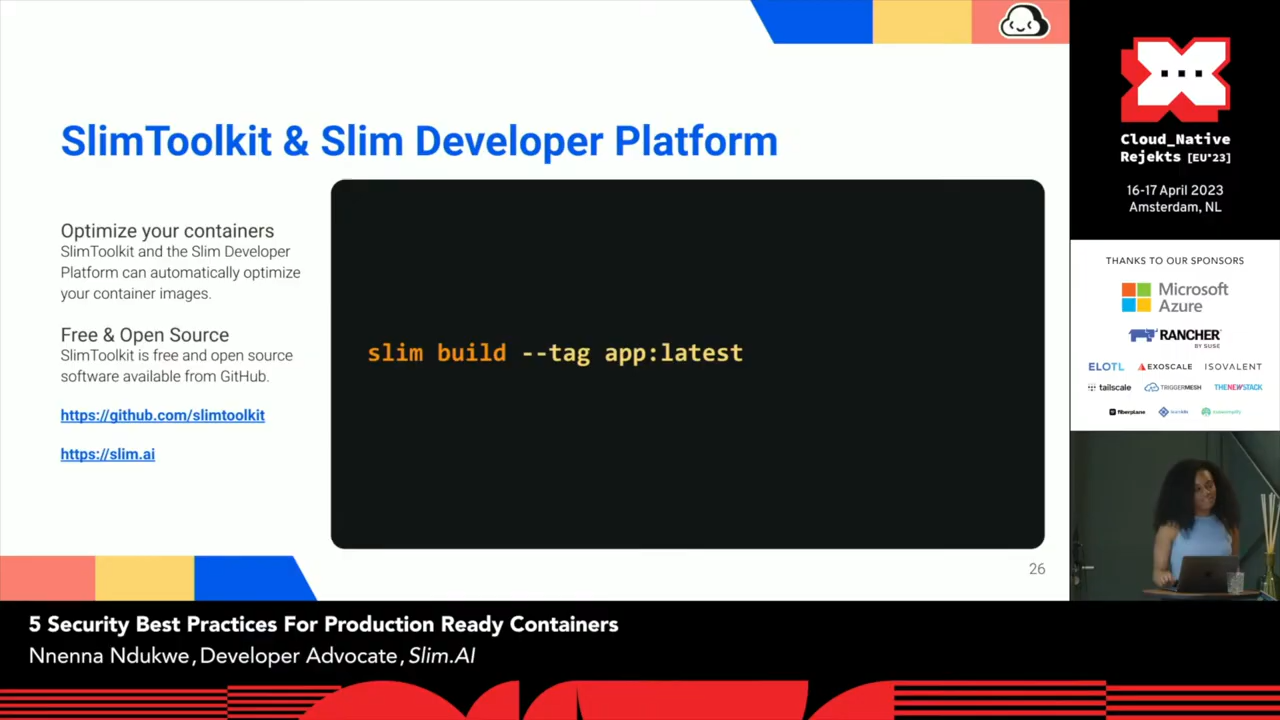 SlimToolkit & Slim Developer Platform
Optimize your containers
SlimToolkit and the Slim Developer
Platform can automatically optimize
your container images.
Free & Open Source
SlimToolkit is free and open source
software available from GitHub.
https://github.com/slimtoolkit
https://slim.ai
slim build --tag app:latest
26
Cloud_Native
Rejekts [EU*23]
16-17 April 2023
Amsterdam, NL
THANKS TO OUR SPONSORS
Microsoft
Azure
RANCHER
BY SUSE
ELOTL EXOSCALE ISOVALENT
tailscale TRIGGERMESH THENEWSTACK
fiberplane
5 Security Best Practices For Production Ready Containers
Nnenna Ndukwe, Developer Advocate, Slim.AI